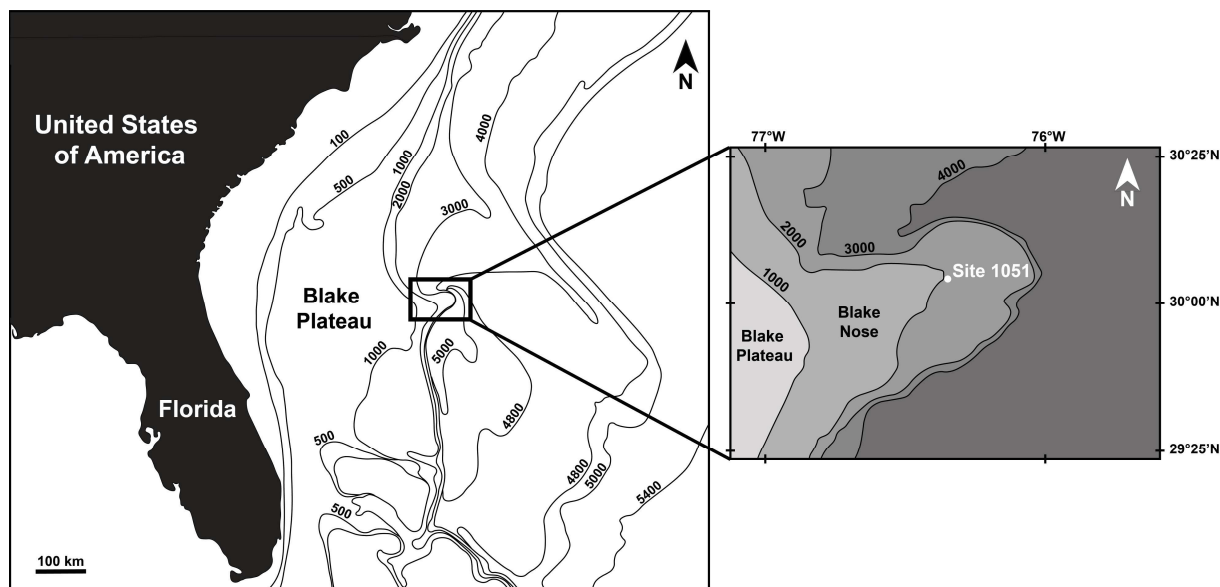 United States
of America
Florida
100 km
N
100
500
1000
2000
4000
3000
Blake
Plateau
1000
5000
4800
500
500
4800
5000
5400
77°W
76°W
30°25'N
30°00'N
29°25'N
N
4000
3000
2000
1000
Site 1051
Blake
Nose
Blake
Plateau